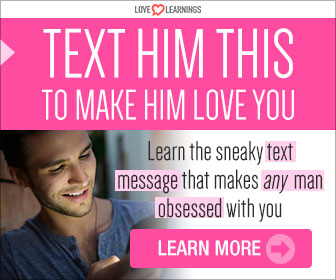 LOVE LEARNINGS
TEXT HIM THIS
TO MAKE HIM LOVE YOU
Learn the sneaky text
message that makes any man
obsessed with you
LEARN MORE